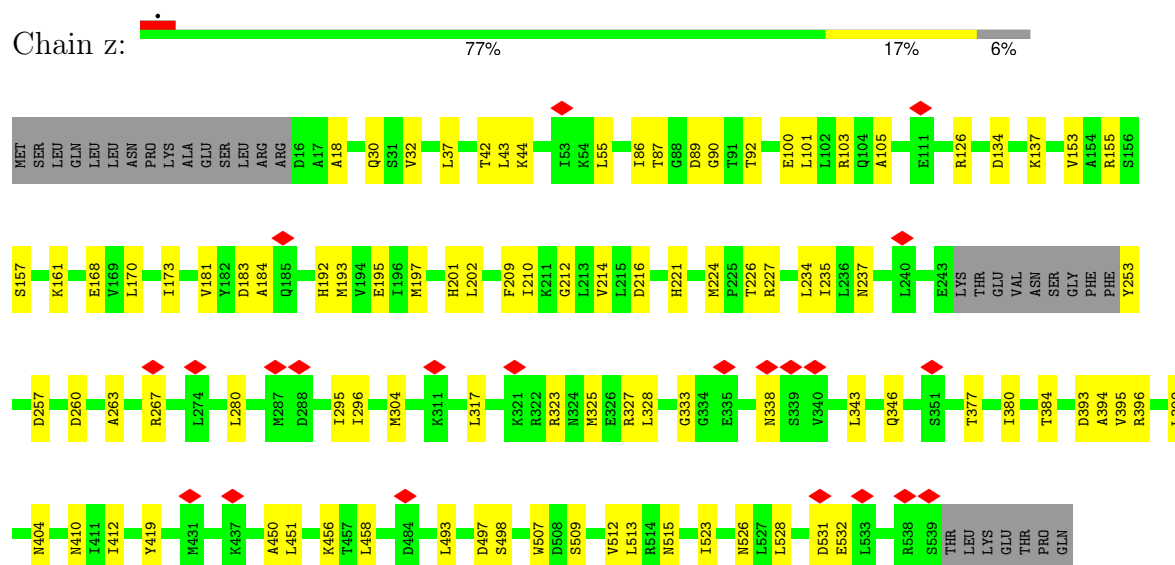 Chain z:
77% 17% 6%
MET SER LEU GLN LEU LEU ASN PRO LYS ALA GLU SER LEU ARG ARG D16 A17 A18 Q30 S31 V32 L37 T42 L43 K44 I53 K54 L55 I86 T87 G88 D89 G90 T91 T92 E100 L101 L102 R103 Q104 A105 E111 R126 D134 K137 V153 A154 R155 S156
S157 K161 E168 V169 L170 I173 V181 Y182 D183 A184 Q185 H192 M193 V194 E195 I196 M197 H201 L202 F209 I210 K211 G212 L213 V214 L215 D216 H221 M224 P225 T226 R227 L234 I235 L236 N237 L240 E243 LYS THR GLU VAL ASN SER GLY PHE PHE Y253
D257 D260 A263 R267 L274 L280 M287 D288 I295 I296 M304 K311 L317 K321 R322 R323 N324 M325 E326 R327 L328 G333 G334 E335 N338 S339 V340 L343 Q346 S351 T377 I380 T384 D393 A394 V395 R396
N404 N410 I411 I412 Y419 M431 K437 A450 L451 K456 T457 L458 D484 L493 D497 S498 W507 D508 S509 V512 L513 R514 N515 I523 N526 L527 L528 D531 E532 L533 R538 S539 THR LEU LYS GLU THR PRO GLN